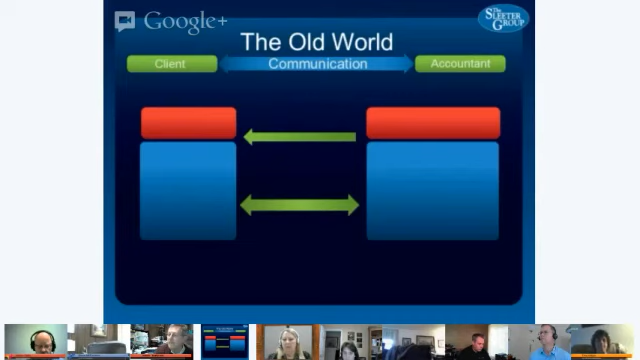 Google+
The
SLEETER
GROUP
The Old World
Client
Communication
Accountant